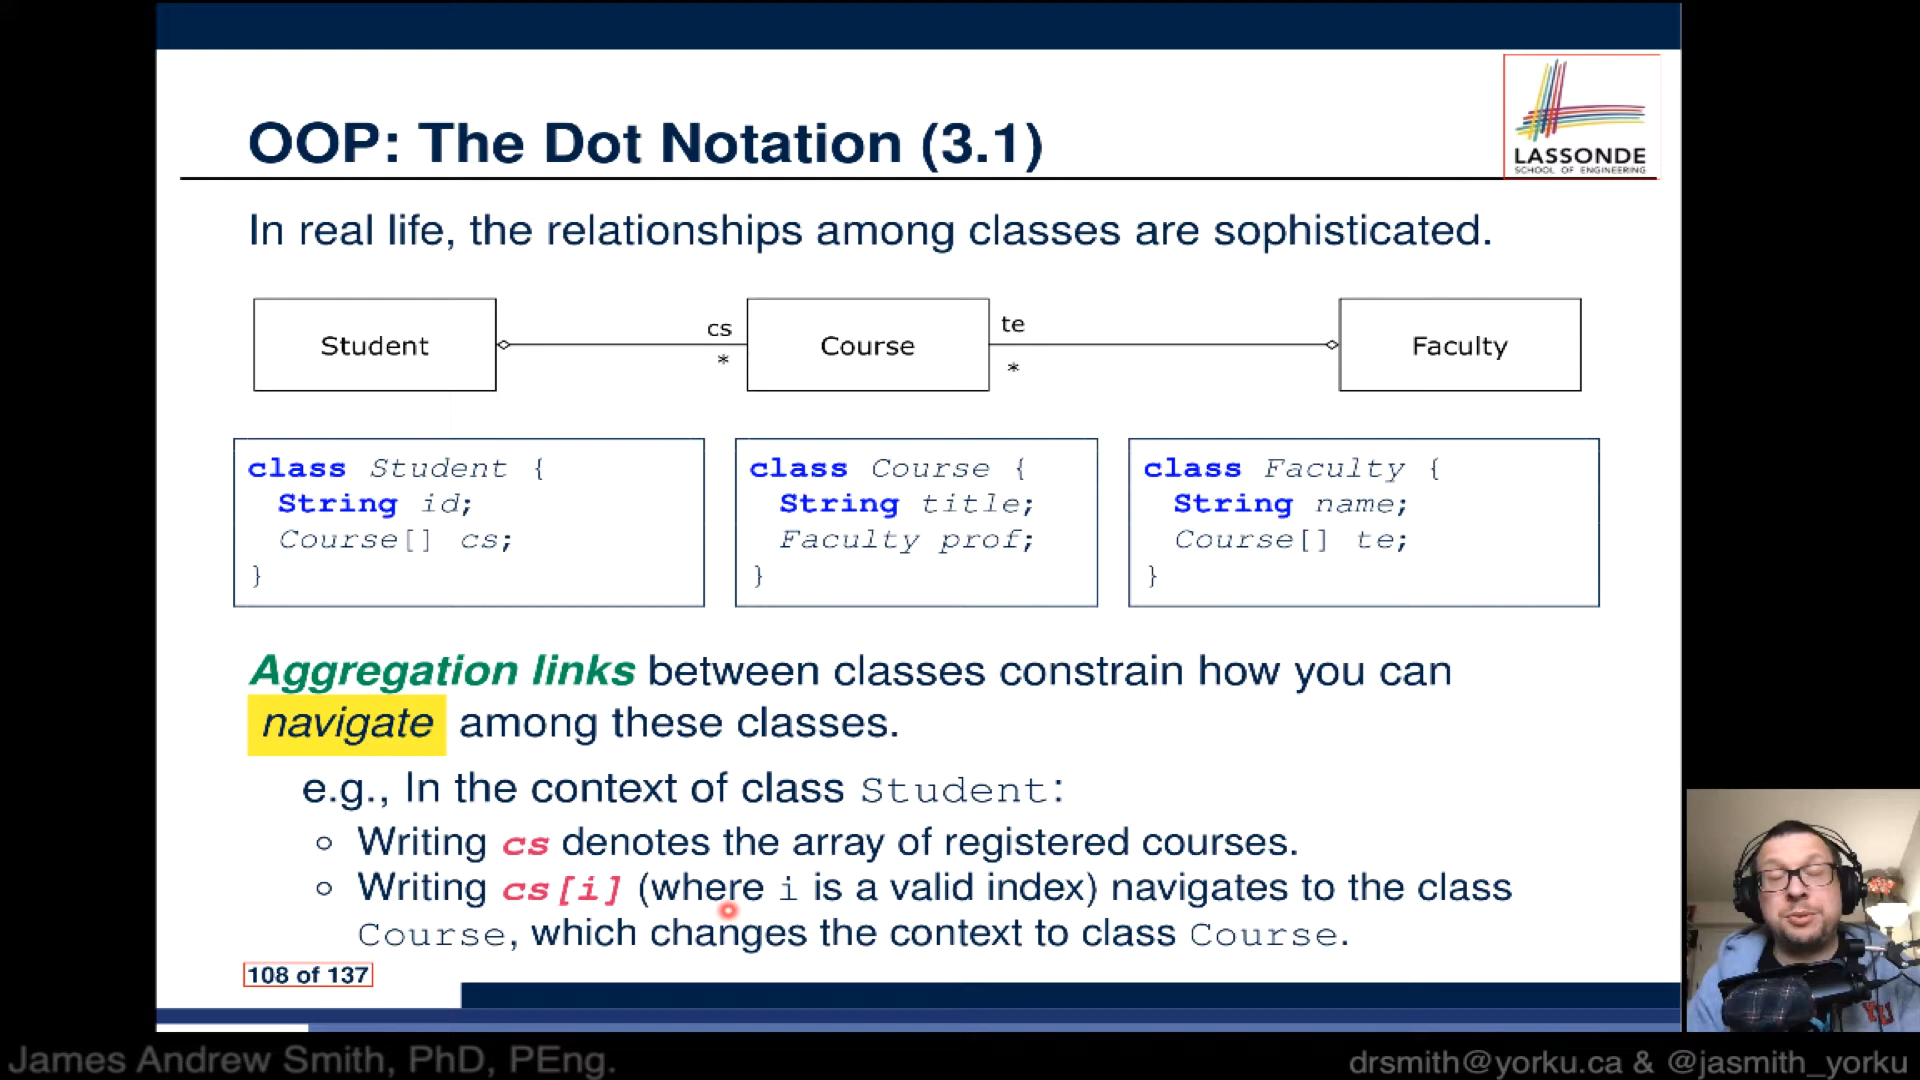 OOP: The Dot Notation (3.1)
LASSONDE
SCHOOL OF ENGINEERING
In real life, the relationships among classes are sophisticated.
Student
cs
*
Course
te
*
Faculty
class Student {
String id;
Course[] cs;
}
class Course {
String title;
Faculty prof;
}
class Faculty {
String name;
Course[] te;
}
Aggregation links between classes constrain how you can
navigate among these classes.
e.g., In the context of class Student:
Writing cs denotes the array of registered courses.
Writing cs[i] (where i is a valid index) navigates to the class
Course, which changes the context to class Course.
108 of 137
James Andrew Smith, PhD, PEng.
drsmith@yorku.ca & @jasmith_yorku